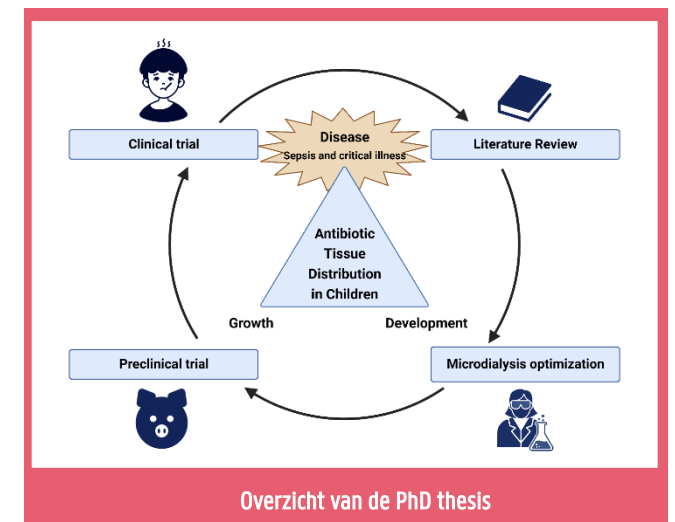 Clinical trial
Disease
Sepsis and critical illness
Literature Review
Antibiotic
Tissue
Distribution
in Children
Growth
Development
Preclinical trial
Microdialysis optimization
Overzicht van de PhD thesis